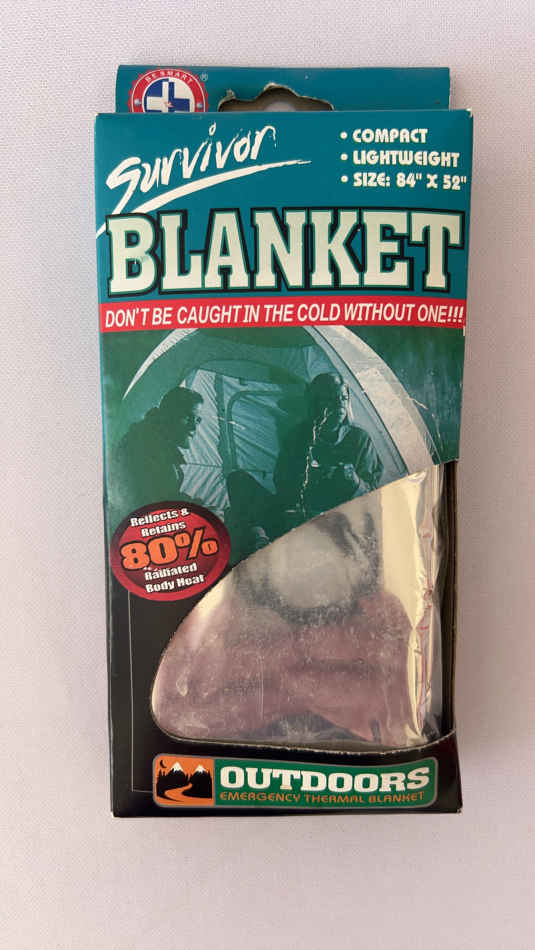 BE SMART
®
Survivor
• COMPACT
• LIGHTWEIGHT
• SIZE: 84" X 52"
BLANKET
DON'T BE CAUGHT IN THE COLD WITHOUT ONE!!!
Reflects &
Retains
80%
Radiated
Body Heat
OUTDOORS
EMERGENCY THERMAL BLANKET